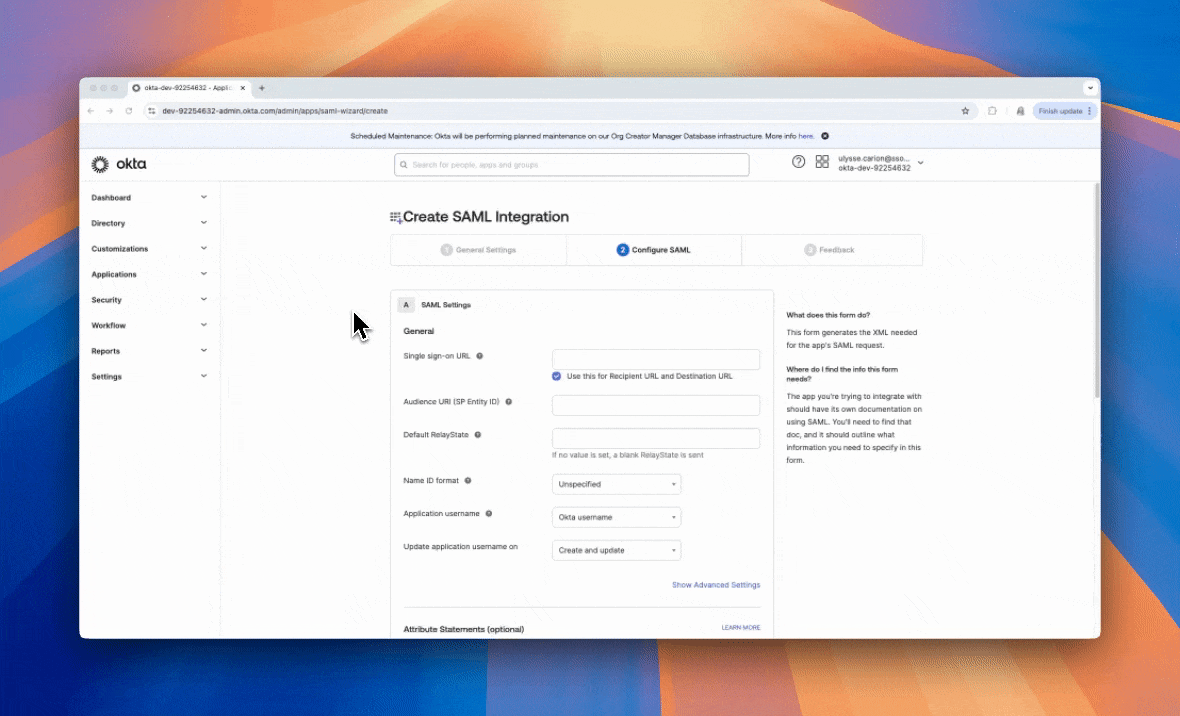 okta-dev-92254632 - Applic
dev-92254632-admin.okta.com/admin/apps/saml-wizard/create
Finish update
Scheduled Maintenance: Okta will be performing planned maintenance on our Org Creator Manager Database infrastructure. More info here.
okta
Search for people, apps and groups
ulysse.carion@sso...
okta-dev-92254632
Dashboard
Directory
Customizations
Applications
Security
Workflow
Reports
Settings
Create SAML Integration
1 General Settings
2 Configure SAML
3 Feedback
A SAML Settings
General
Single sign-on URL
Use this for Recipient URL and Destination URL
Audience URI (SP Entity ID)
Default RelayState
If no value is set, a blank RelayState is sent
Name ID format
Unspecified
Application username
Okta username
Update application username on
Create and update
Show Advanced Settings
Attribute Statements (optional)
LEARN MORE
What does this form do?
This form generates the XML needed
for the app's SAML request.
Where do I find the info this form
needs?
The app you're trying to integrate with
should have its own documentation on
using SAML. You'll need to find that
doc, and it should outline what
information you need to specify in this
form.